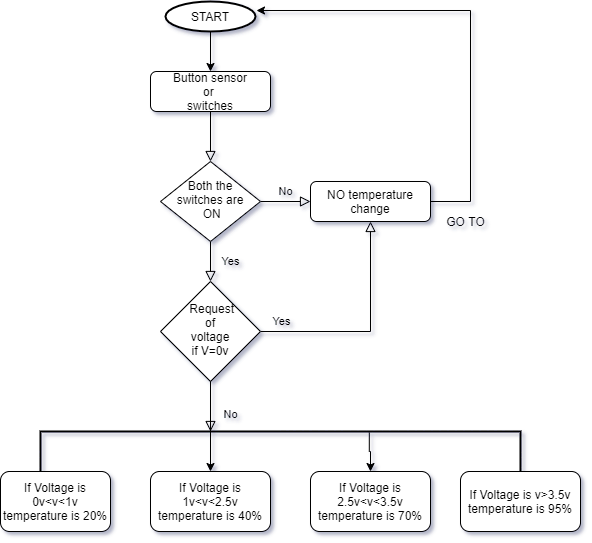 START
Button sensor
or
switches
Both the
switches are
ON
No
NO temperature
change
GO TO
Yes
Request
of
voltage
if V=0v
Yes
No
If Voltage is
0v<v<1v
temperature is 20%
If Voltage is
1v<v<2.5v
temperature is 40%
If Voltage is
2.5v<v<3.5v
temperature is 70%
If Voltage is v>3.5v
temperature is 95%